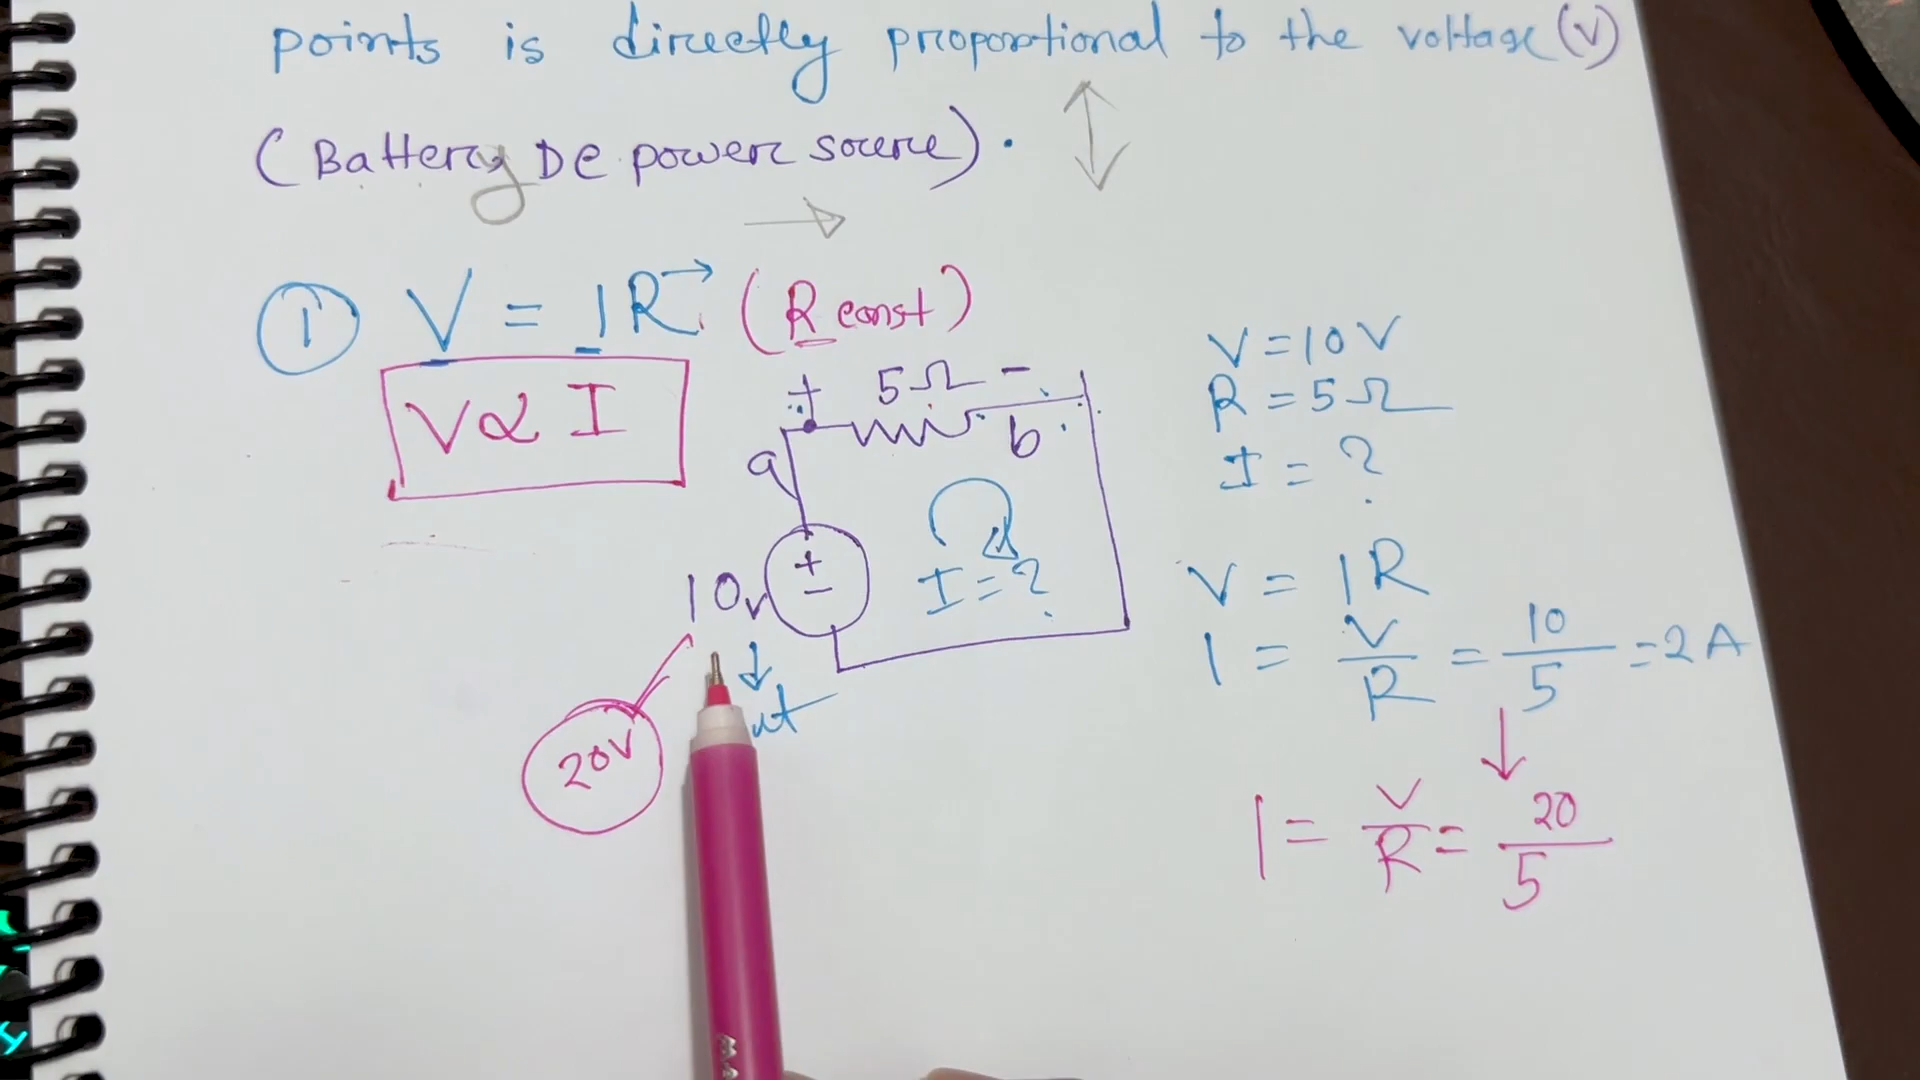 points is directly proportional to the voltage (V)
(Battery DC power source).
1 V = IR (R const)
V ∝ I
+ 5Ω -
a b
10v + -
I = ?
20V
V = 10V
R = 5Ω
I = ?
V = IR
I = V/R = 10/5 = 2 A
I = V/R = 20/5